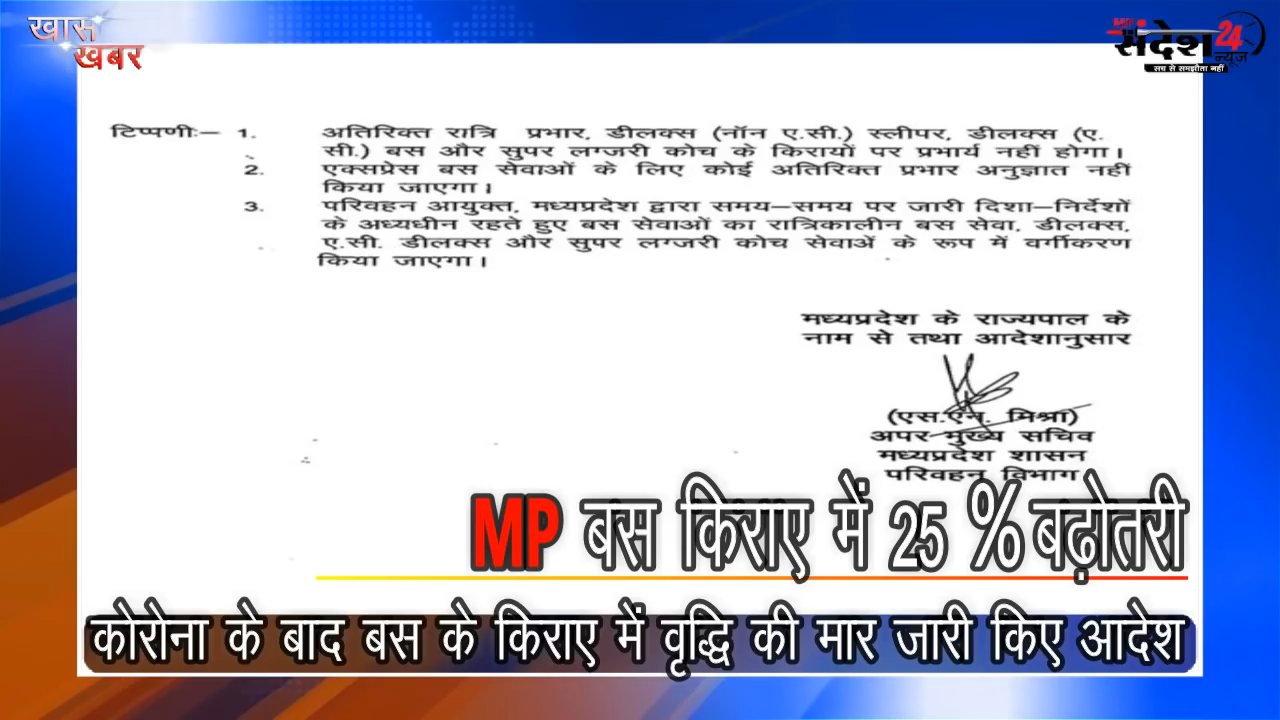 खास
खबर
MP
संदेश 24
न्यूज
सच से समझौता नहीं
टिप्पणीः— 1. अतिरिक्त रात्रि प्रभार, डीलक्स (नॉन ए.सी.) स्लीपर, डीलक्स (ए.
सी.) बस और सुपर लग्जरी कोच के किरायों पर प्रभार्य नहीं होगा।
2. एक्सप्रेस बस सेवाओं के लिए कोई अतिरिक्त प्रभार अनुज्ञात नहीं
किया जाएगा।
3. परिवहन आयुक्त, मध्यप्रदेश द्वारा समय—समय पर जारी दिशा—निर्देशों
के अध्यधीन रहते हुए बस सेवाओं का रात्रिकालीन बस सेवा, डीलक्स,
ए.सी. डीलक्स और सुपर लग्जरी कोच सेवाओं के रूप में वर्गीकरण
किया जाएगा।
मध्यप्रदेश के राज्यपाल के
नाम से तथा आदेशानुसार
(एस.एन. मिश्रा)
अपर मुख्य सचिव
मध्यप्रदेश शासन
परिवहन विभाग
MP बस किराए में 25 % बढ़ोतरी
कोरोना के बाद बस के किराए में वृद्धि की मार जारी किए आदेश